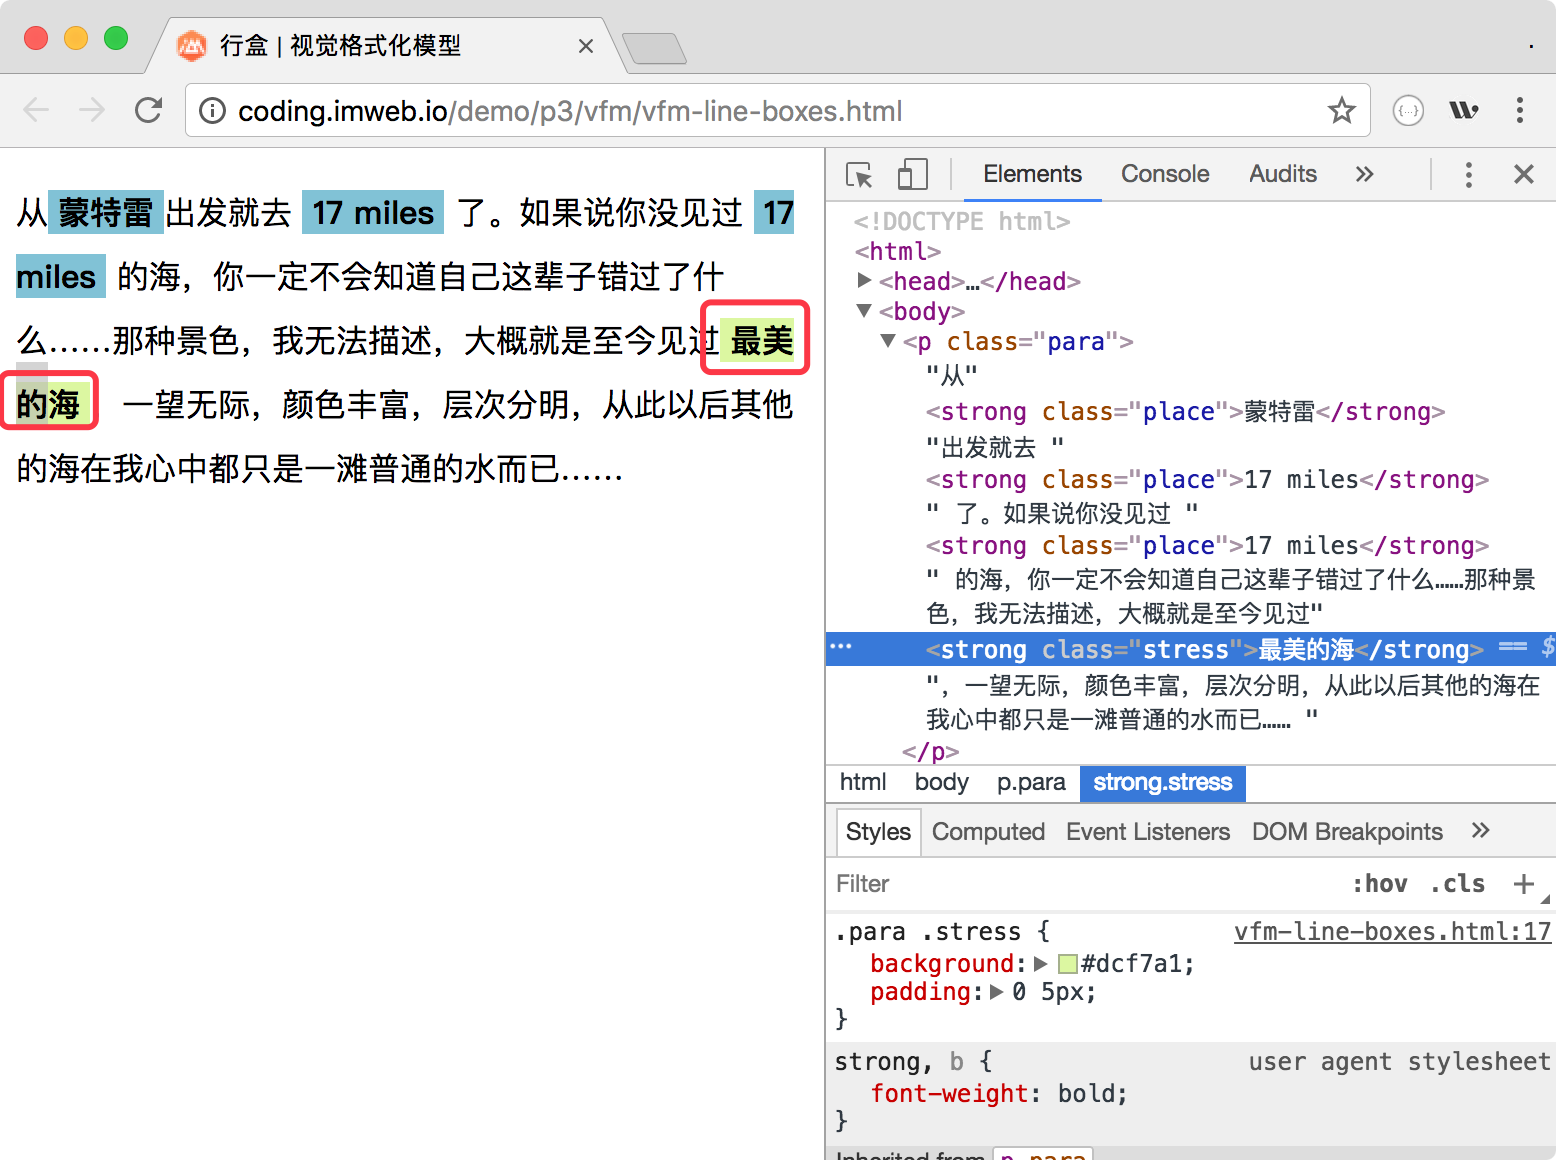 行盒 | 视觉格式化模型
coding.imweb.io/demo/p3/vfm/vfm-line-boxes.html
从 蒙特雷 出发就去 17 miles 了。如果说你没见过 17
miles 的海，你一定不会知道自己这辈子错过了什
么……那种景色，我无法描述，大概就是至今见过 最美
的海 一望无际，颜色丰富，层次分明，从此以后其他
的海在我心中都只是一滩普通的水而已……
Elements Console Audits »
<!DOCTYPE html>
<html>
<head>…</head>
<body>
<p class="para">
"从"
<strong class="place">蒙特雷</strong>
"出发就去 "
<strong class="place">17 miles</strong>
" 了。如果说你没见过 "
<strong class="place">17 miles</strong>
" 的海，你一定不会知道自己这辈子错过了什么……那种景
色，我无法描述，大概就是至今见过"
<strong class="stress">最美的海</strong> == $
"，一望无际，颜色丰富，层次分明，从此以后其他的海在
我心中都只是一滩普通的水而已…… "
</p>
html body p.para strong.stress
Styles Computed Event Listeners DOM Breakpoints »
Filter :hov .cls +
.para .stress { vfm-line-boxes.html:17
background: #dcf7a1;
padding: 0 5px;
}
strong, b { user agent stylesheet
font-weight: bold;
}
Inherited from p.para